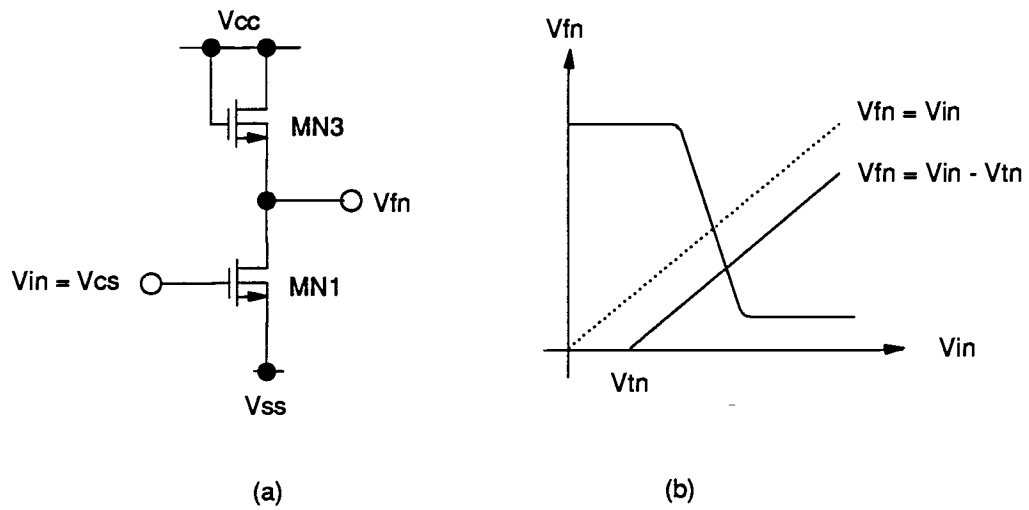 Vcc
MN3
Vfn
Vin = Vcs
MN1
Vss
(a)
Vfn
Vfn = Vin
Vfn = Vin - Vtn
Vin
Vtn
(b)